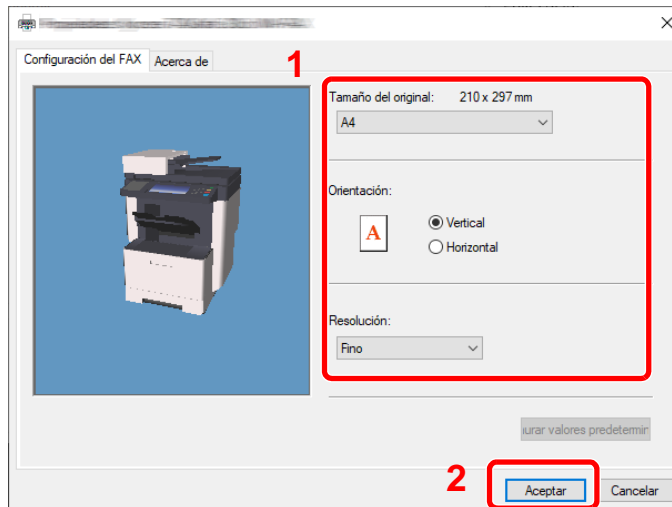 Configuración del FAX
Acerca de
1
Tamaño del original: 210 x 297 mm
A4
Orientación:
A
Vertical
Horizontal
Resolución:
Fino
urar valores predetermin
2
Aceptar
Cancelar